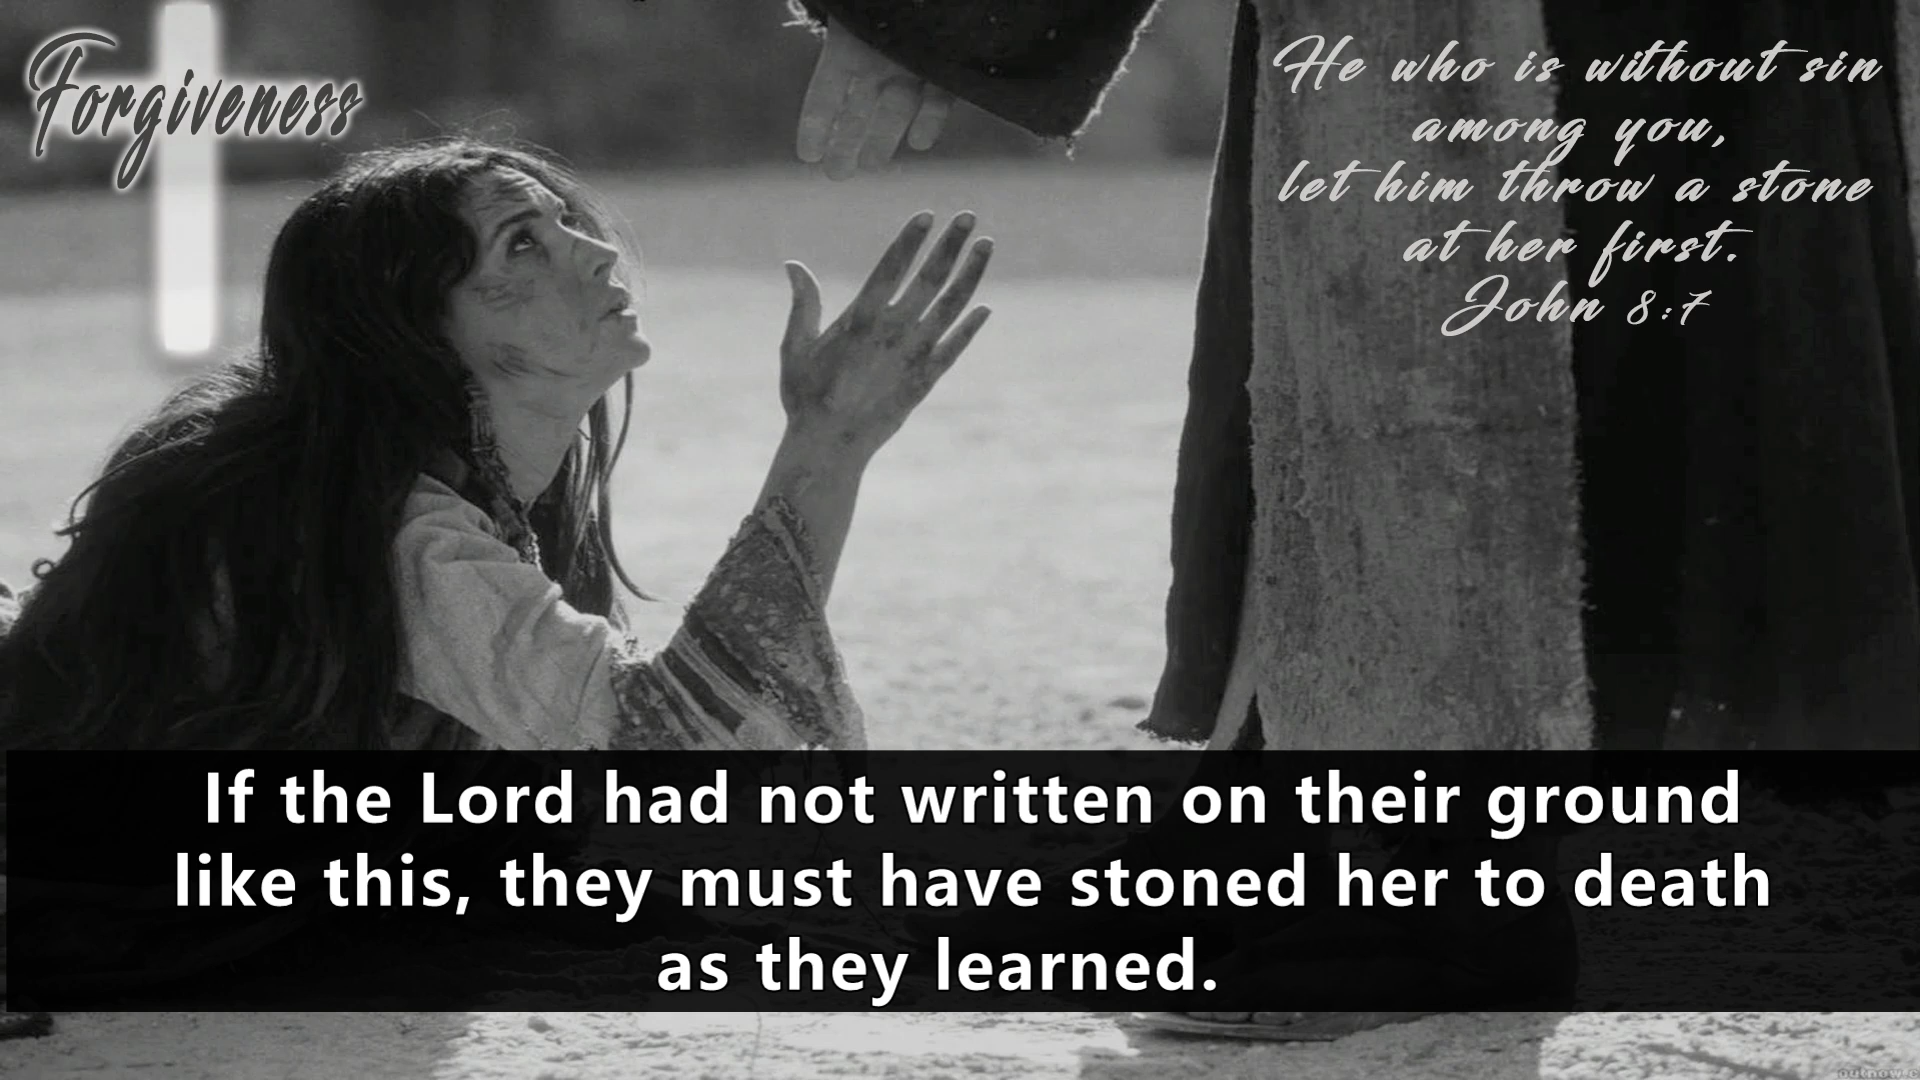 Forgiveness
He who is without sin
among you,
let him throw a stone
at her first.
John 8:7
If the Lord had not written on their ground
like this, they must have stoned her to death
as they learned.